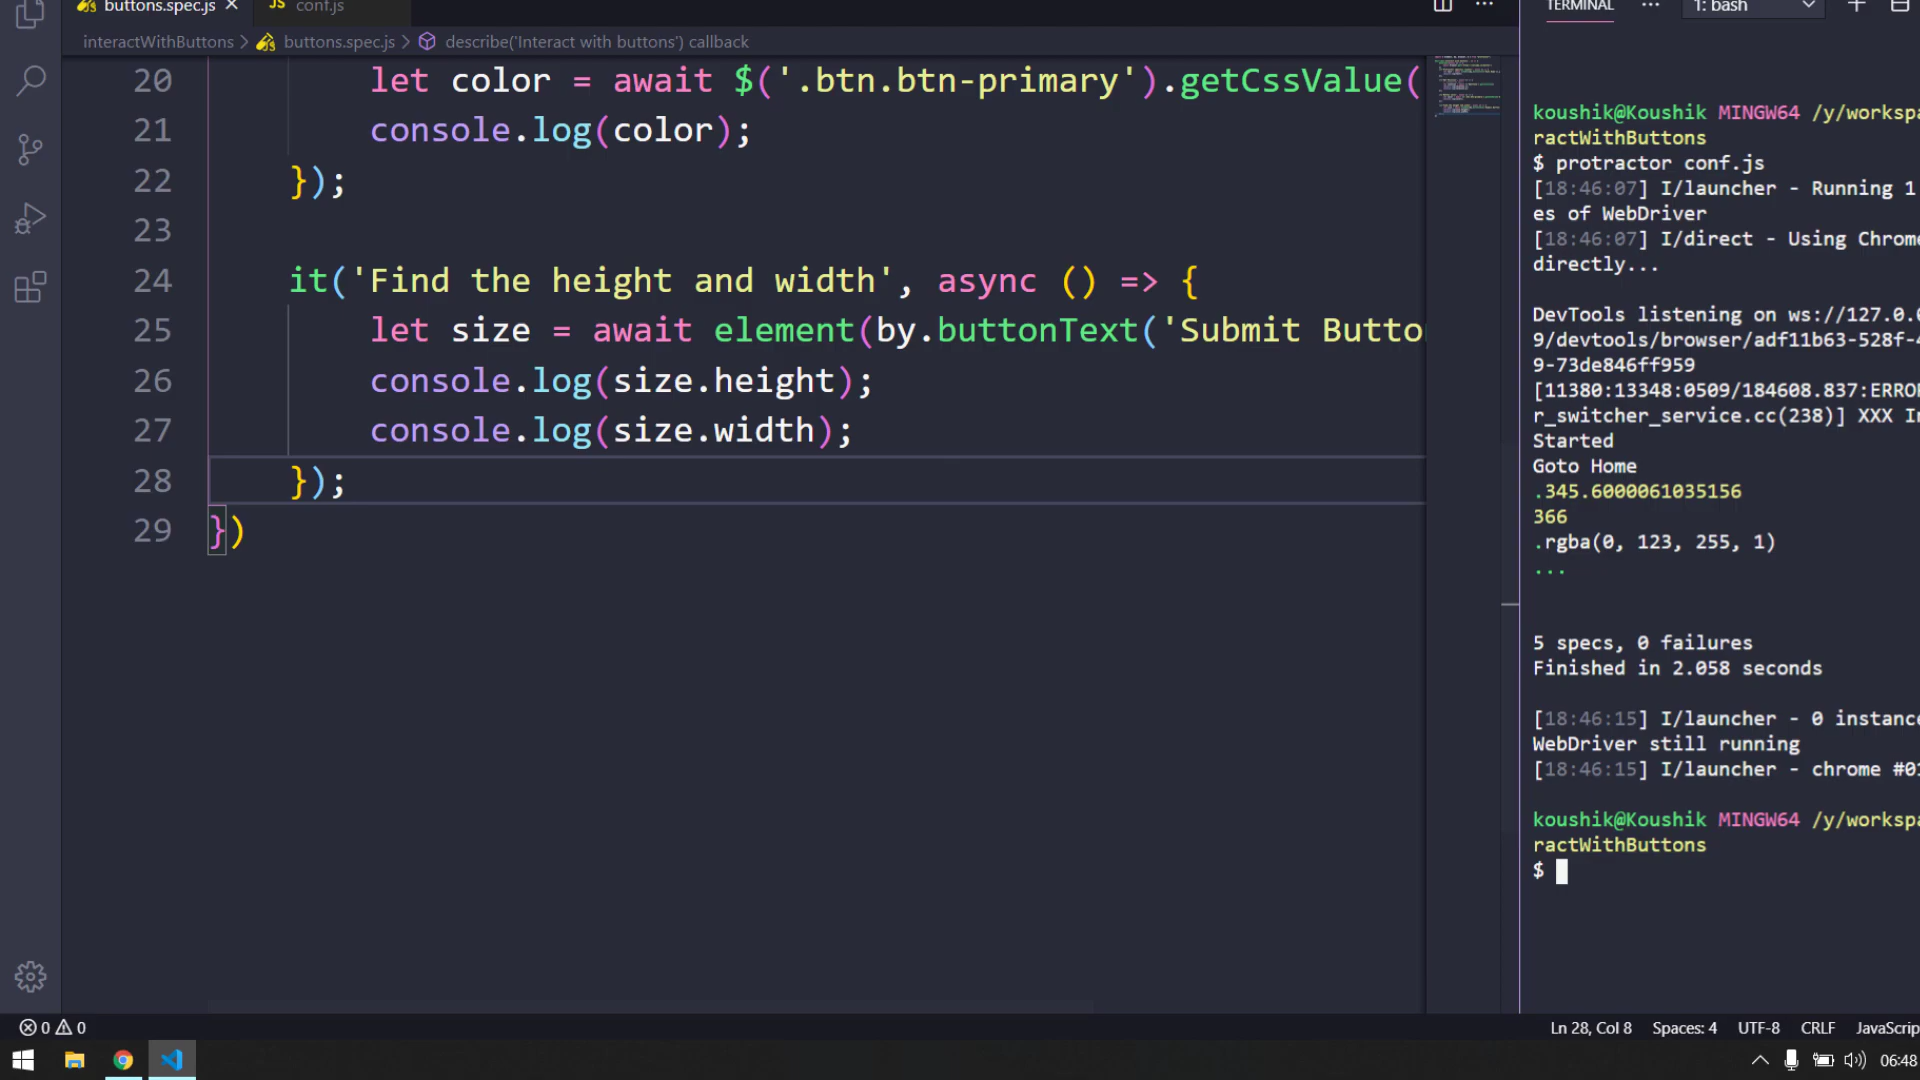 buttons.spec.js
JS conf.js
interactWithButtons > buttons.spec.js > describe('Interact with buttons') callback
20 let color = await $('.btn.btn-primary').getCssValue(
21 console.log(color);
22 });
23
24 it('Find the height and width', async () => {
25 let size = await element(by.buttonText('Submit Butto
26 console.log(size.height);
27 console.log(size.width);
28 });
29 })
TERMINAL
1: bash
koushik@Koushik MINGW64 /y/workspa
ractWithButtons
$ protractor conf.js
[18:46:07] I/launcher - Running 1
es of WebDriver
[18:46:07] I/direct - Using Chrome
directly...
DevTools listening on ws://127.0.0
9/devtools/browser/adf11b63-528f-4
9-73de846ff959
[11380:13348:0509/184608.837:ERROR
r_switcher_service.cc(238)] XXX In
Started
Goto Home
.345.6000061035156
366
.rgba(0, 123, 255, 1)
...
5 specs, 0 failures
Finished in 2.058 seconds
[18:46:15] I/launcher - 0 instance
WebDriver still running
[18:46:15] I/launcher - chrome #01
koushik@Koushik MINGW64 /y/workspa
ractWithButtons
$
0 0
Ln 28, Col 8 Spaces: 4 UTF-8 CRLF JavaScrip
06:48